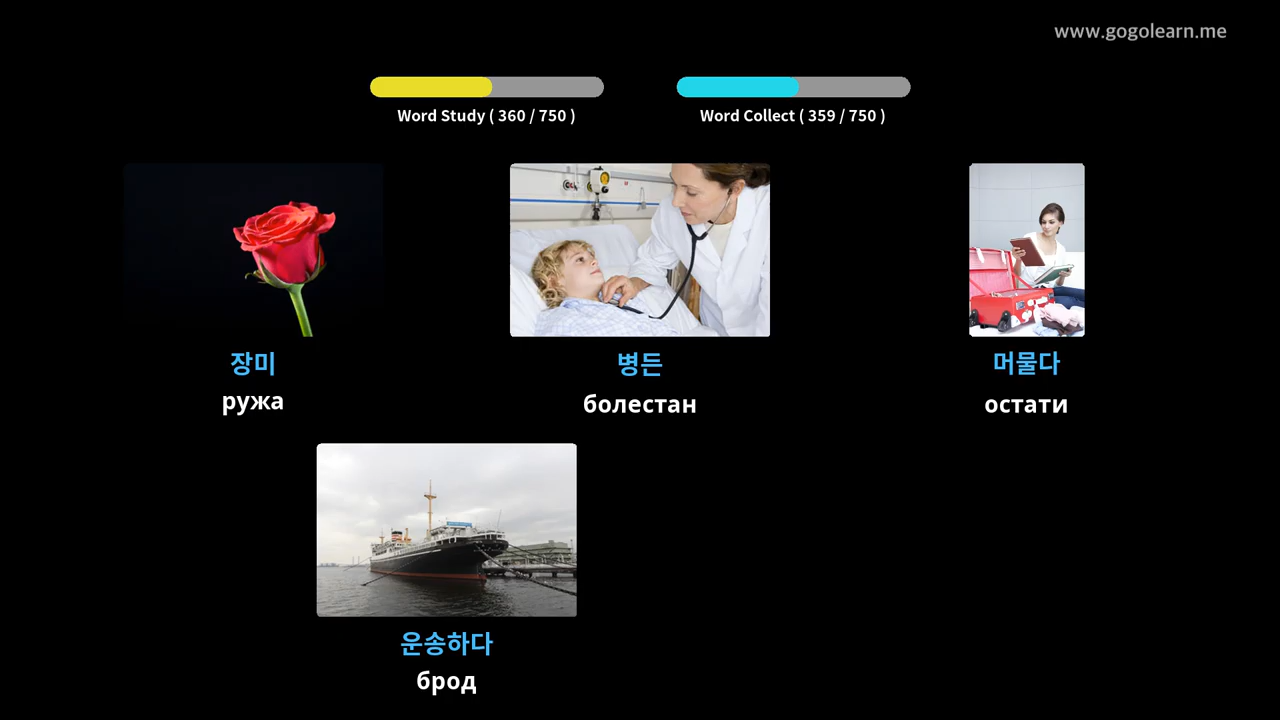 www.gogolearn.me
Word Study ( 360 / 750 )
Word Collect ( 359 / 750 )
장미
ружа
병든
болестан
머물다
остати
운송하다
брод